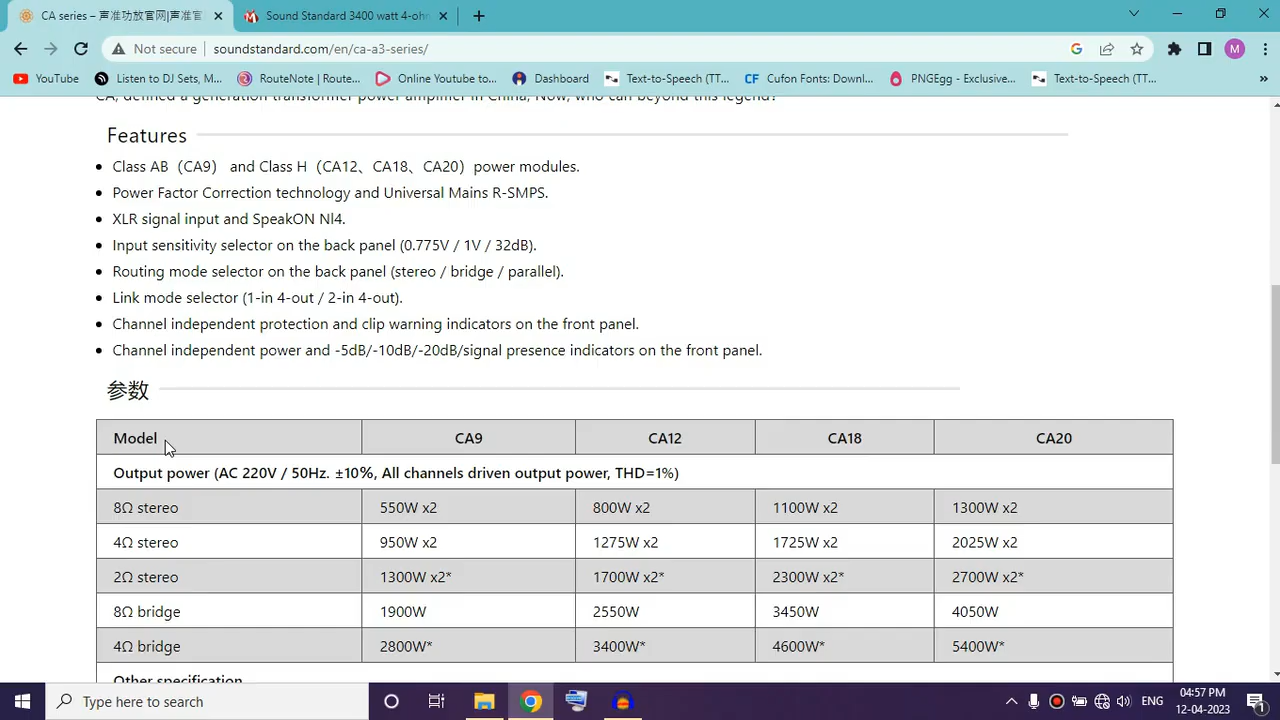 CA series – 声准功放官网|声准官
Sound Standard 3400 watt 4-ohm
Not secure
soundstandard.com/en/ca-a3-series/
M
YouTube
Listen to DJ Sets, M...
RouteNote | Route...
Online Youtube to...
Dashboard
Text-to-Speech (TT...
CF Cufon Fonts: Downl...
PNGEgg - Exclusive...
Text-to-Speech (TT...
»
CA, defined a generation transformer power amplifier in China, Now, who can beyond this legend?
Features
Class AB（CA9） and Class H（CA12、CA18、CA20）power modules.
Power Factor Correction technology and Universal Mains R-SMPS.
XLR signal input and SpeakON Nl4.
Input sensitivity selector on the back panel (0.775V / 1V / 32dB).
Routing mode selector on the back panel (stereo / bridge / parallel).
Link mode selector (1-in 4-out / 2-in 4-out).
Channel independent protection and clip warning indicators on the front panel.
Channel independent power and -5dB/-10dB/-20dB/signal presence indicators on the front panel.
参数
Model CA9 CA12 CA18 CA20
Output power (AC 220V / 50Hz. ±10%, All channels driven output power, THD=1%)
8Ω stereo 550W x2 800W x2 1100W x2 1300W x2
4Ω stereo 950W x2 1275W x2 1725W x2 2025W x2
2Ω stereo 1300W x2* 1700W x2* 2300W x2* 2700W x2*
8Ω bridge 1900W 2550W 3450W 4050W
4Ω bridge 2800W* 3400W* 4600W* 5400W*
Other specification
Type here to search
ENG
04:57 PM
12-04-2023
1